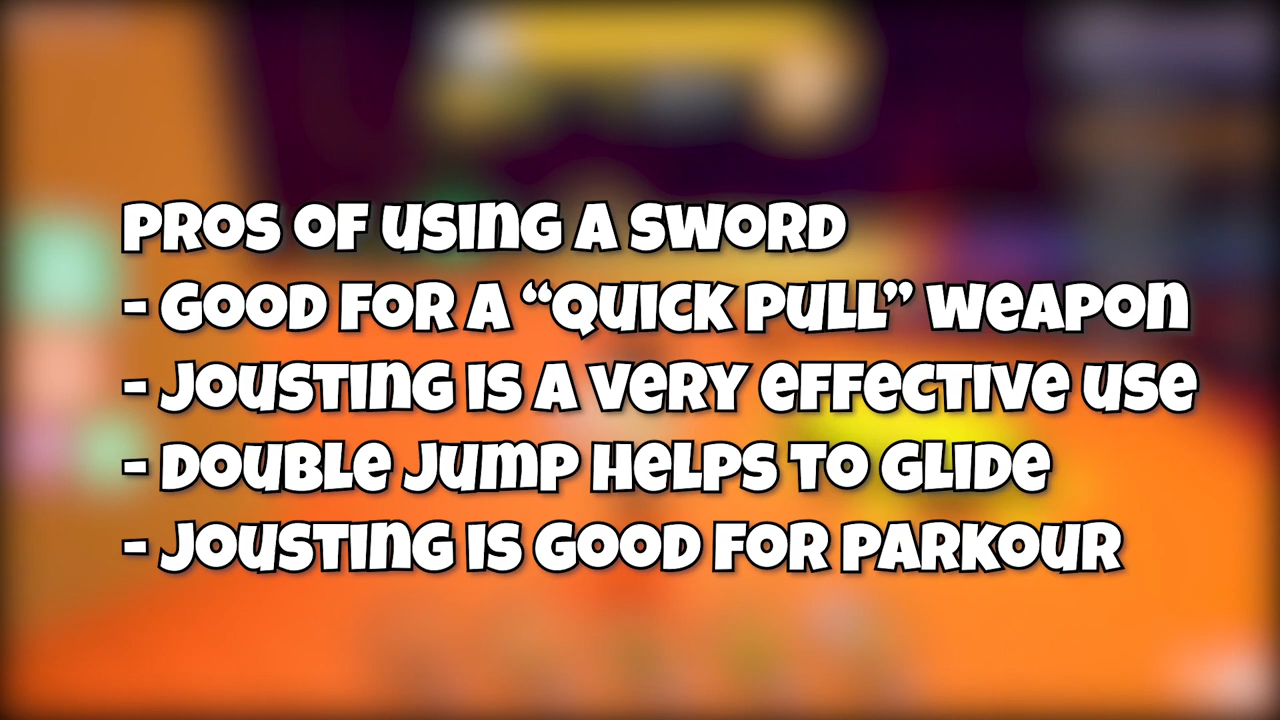 PROS OF USING A SWORD
- GOOD FOR A “QUICK PULL” WEAPON
- JOUSTING IS A VERY EFFECTIVE USE
- DOUBLE JUMP HELPS TO GLIDE
- JOUSTING IS GOOD FOR PARKOUR